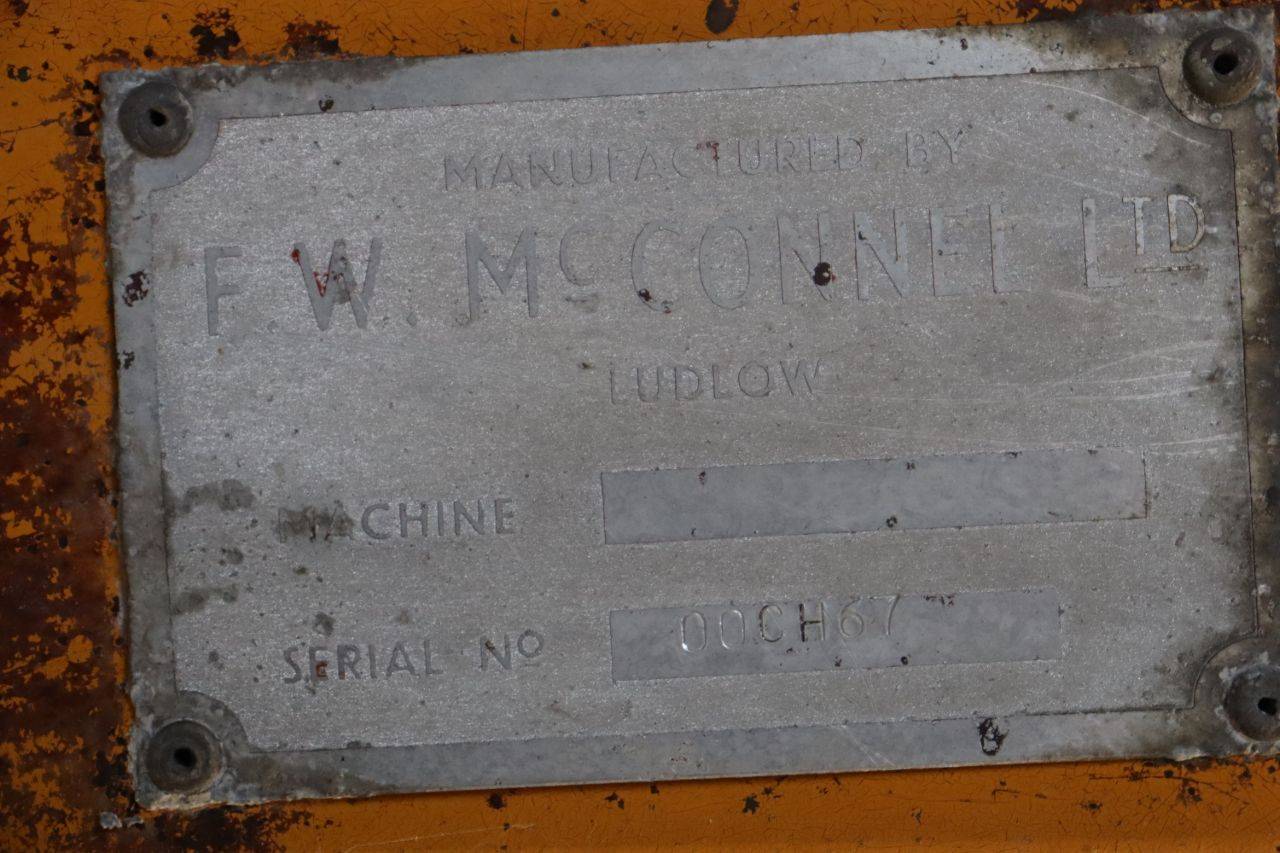 MANUFACTURED BY
F. W. McCONNEL LTD
LUDLOW
MACHINE
SERIAL No 00CH67